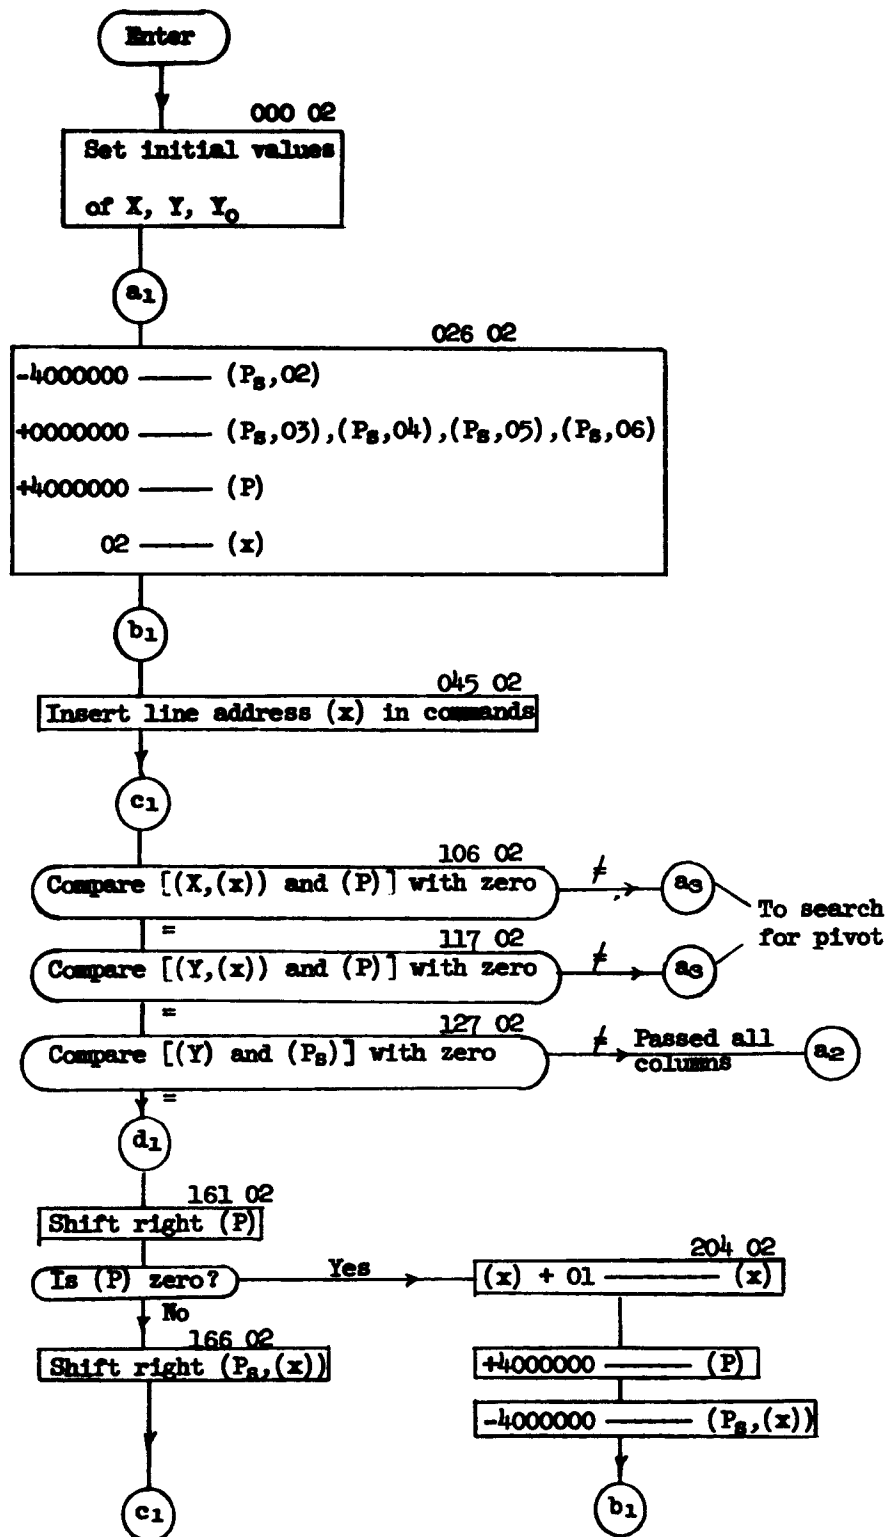 Enter
000 02
Set initial values
of X, Y, Y0
a1
026 02
-4000000 —— (Ps,02)
+0000000 —— (Ps,03),(Ps,04),(Ps,05),(Ps,06)
+4000000 —— (P)
02 —— (x)
b1
045 02
Insert line address (x) in commands
c1
106 02
Compare [(X,(x)) and (P)] with zero
≠
a3
=
To search
for pivot
117 02
Compare [(Y,(x)) and (P)] with zero
≠
a3
=
127 02
Compare [(Y) and (Ps)] with zero
≠ Passed all
columns
a2
=
d1
161 02
Shift right (P)
Is (P) zero?
Yes
204 02
(x) + 01 —— (x)
No
166 02
Shift right (Ps,(x))
+4000000 —— (P)
-4000000 —— (Ps,(x))
c1
b1